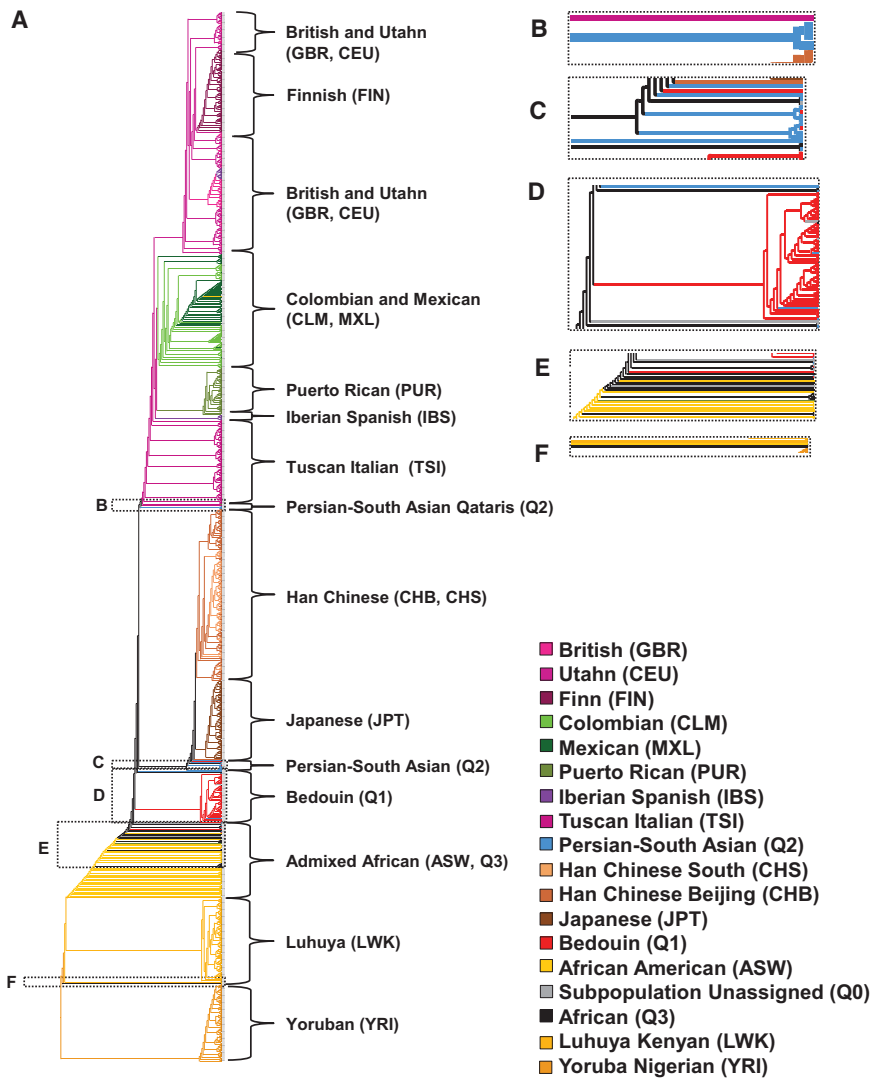 A
British and Utahn
(GBR, CEU)
Finnish (FIN)
British and Utahn
(GBR, CEU)
Colombian and Mexican
(CLM, MXL)
Puerto Rican (PUR)
Iberian Spanish (IBS)
Tuscan Italian (TSI)
B
Persian-South Asian Qataris (Q2)
Han Chinese (CHB, CHS)
Japanese (JPT)
C
Persian-South Asian (Q2)
D
Bedouin (Q1)
E
Admixed African (ASW, Q3)
Luhuya (LWK)
F
Yoruban (YRI)
B
C
D
E
F
British (GBR)
Utahn (CEU)
Finn (FIN)
Colombian (CLM)
Mexican (MXL)
Puerto Rican (PUR)
Iberian Spanish (IBS)
Tuscan Italian (TSI)
Persian-South Asian (Q2)
Han Chinese South (CHS)
Han Chinese Beijing (CHB)
Japanese (JPT)
Bedouin (Q1)
African American (ASW)
Subpopulation Unassigned (Q0)
African (Q3)
Luhuya Kenyan (LWK)
Yoruba Nigerian (YRI)